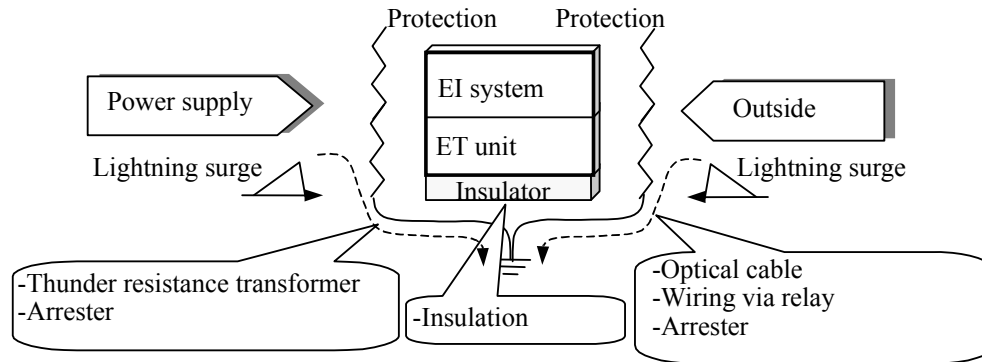 Protection
Protection
EI system
Power supply
Outside
ET unit
Lightning surge
Lightning surge
Insulator
-Thunder resistance transformer
-Arrester
-Insulation
-Optical cable
-Wiring via relay
-Arrester